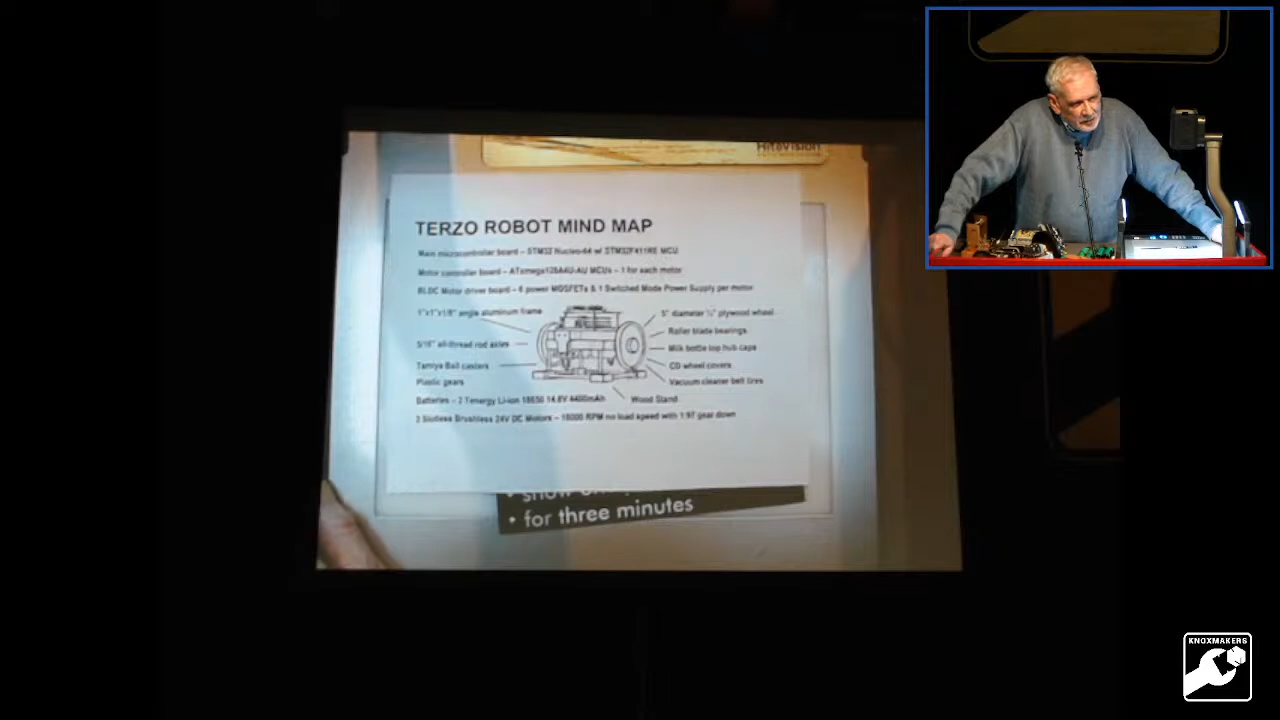 HiteVision
TERZO ROBOT MIND MAP
Main microcontroller board – STM32 Nucleo-64 w/ STM32F411RE MCU
Motor controller board – ATxmega128A4U-AU MCUs – 1 for each motor
BLDC Motor driver board – 6 power MOSFETs & 1 Switched Mode Power Supply per motor
1"x1"x1/8" angle aluminum frame
5" diameter ¼" plywood wheel
Roller blade bearings
5/16" all-thread rod axles
Milk bottle top hub caps
Tamiya Ball casters
CD wheel covers
Plastic gears
Vacuum cleaner belt tires
Batteries – 2 Tenergy Li-ion 18650 14.8V 4400mAh
Wood Stand
2 Slotless Brushless 24V DC Motors – 18000 RPM no load speed with 1:97 gear down
• show
• for three minutes
KNOXMAKERS